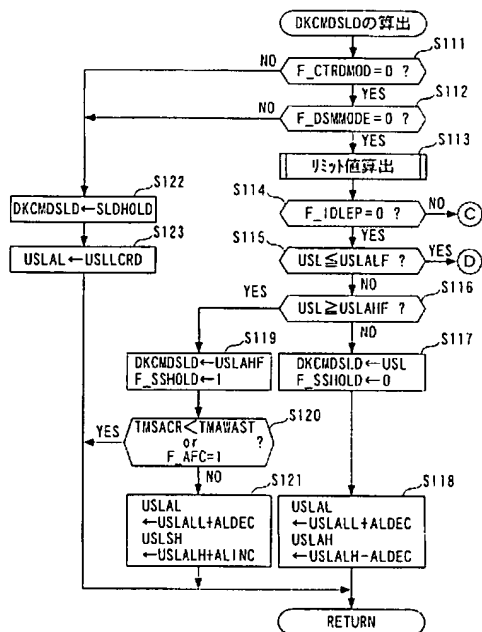 DKCMDSLDの算出
S111
F_CTRDMOD=0 ?
NO
YES
S112
F_DSMMODE=0 ?
NO
YES
S113
リミット値算出
S114
F_IDLEP=0 ?
NO
C
YES
S115
USL≦USLALF ?
YES
D
NO
S116
USL≧USLAHF ?
YES
NO
S122
DKCMDSLD←SLDHOLD
S123
USLAL←USLLCRD
S119
DKCMDSLD←USLAHF
F_SSHOLD←1
S117
DKCMDSLD←USL
F_SSHOLD←0
S120
TMSACR<TMAWAST
or ?
F_AFC=1
YES
NO
S121
USLAL
←USLALL+ALDEC
USLSH
←USLALH+ALINC
S118
USLAL
←USLALL+ALDEC
USLAH
←USLALH-ALDEC
RETURN